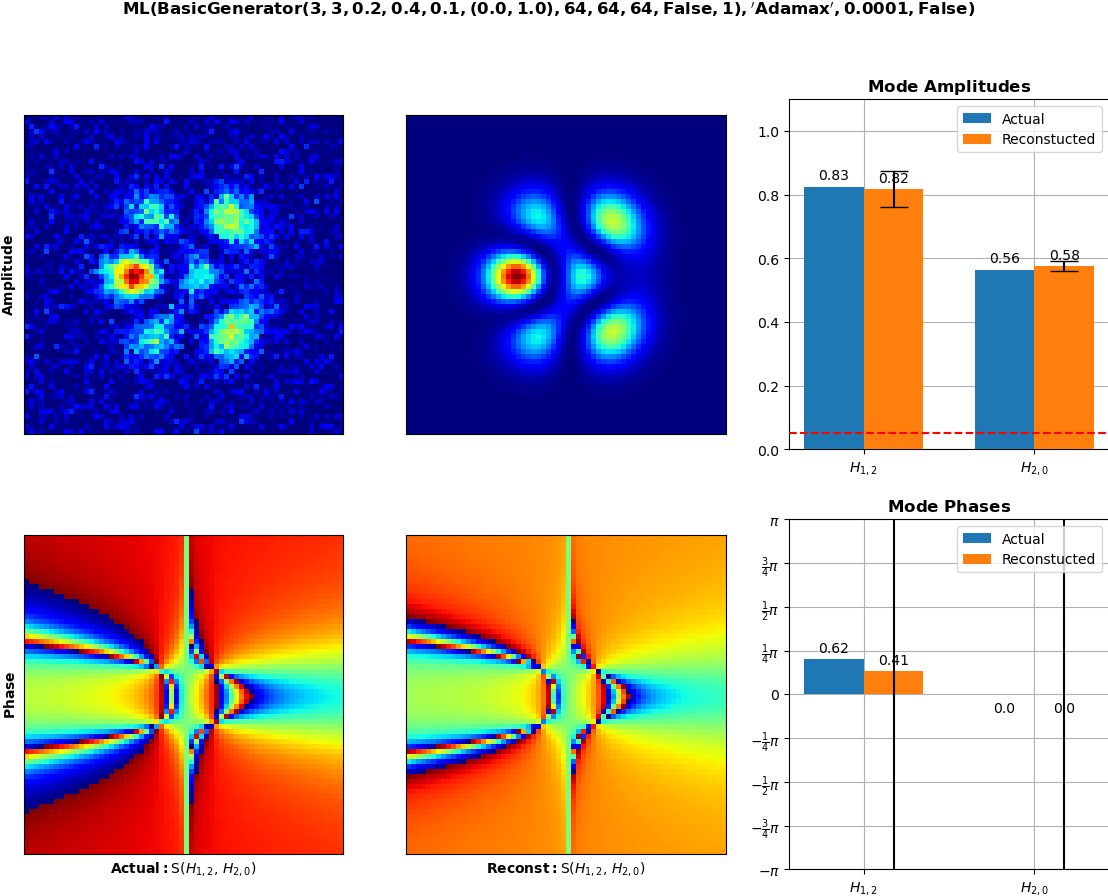 ML(BasicGenerator(3, 3, 0.2, 0.4, 0.1, (0.0, 1.0), 64, 64, 64, False, 1), ′Adamax′, 0.0001, False)
Amplitude
Mode Amplitudes
Actual
Reconstucted
1.0
0.8
0.6
0.4
0.2
0.0
0.83
0.82
0.56
0.58
H1, 2
H2, 0
Phase
Actual: S(H1, 2, H2, 0)
Reconst: S(H1, 2, H2, 0)
Mode Phases
Actual
Reconstucted
π
3/4π
1/2π
1/4π
0
−1/4π
−1/2π
−3/4π
−π
0.62
0.41
0.0
0.0
H1, 2
H2, 0